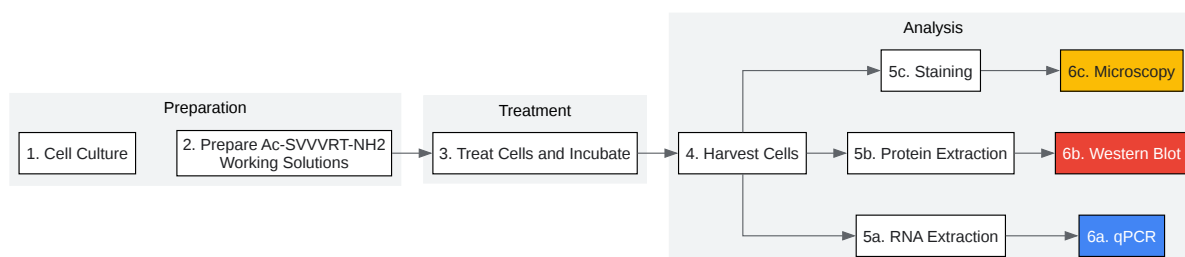 Preparation
1. Cell Culture
2. Prepare Ac-SVVVRT-NH2
Working Solutions
Treatment
3. Treat Cells and Incubate
Analysis
4. Harvest Cells
5c. Staining
6c. Microscopy
5b. Protein Extraction
6b. Western Blot
5a. RNA Extraction
6a. qPCR